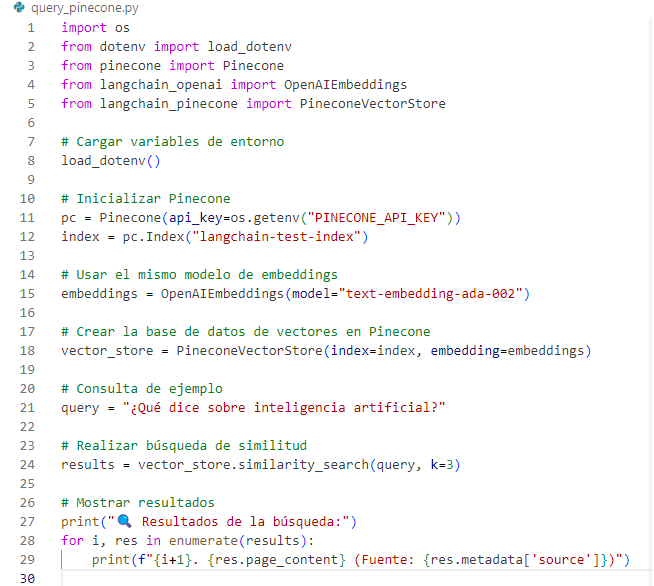 query_pinecone.py
1 import os
2 from dotenv import load_dotenv
3 from pinecone import Pinecone
4 from langchain_openai import OpenAIEmbeddings
5 from langchain_pinecone import PineconeVectorStore
6
7 # Cargar variables de entorno
8 load_dotenv()
9
10 # Inicializar Pinecone
11 pc = Pinecone(api_key=os.getenv("PINECONE_API_KEY"))
12 index = pc.Index("langchain-test-index")
13
14 # Usar el mismo modelo de embeddings
15 embeddings = OpenAIEmbeddings(model="text-embedding-ada-002")
16
17 # Crear la base de datos de vectores en Pinecone
18 vector_store = PineconeVectorStore(index=index, embedding=embeddings)
19
20 # Consulta de ejemplo
21 query = "¿Qué dice sobre inteligencia artificial?"
22
23 # Realizar búsqueda de similitud
24 results = vector_store.similarity_search(query, k=3)
25
26 # Mostrar resultados
27 print("🔍 Resultados de la búsqueda:")
28 for i, res in enumerate(results):
29     print(f"{i+1}. {res.page_content} (Fuente: {res.metadata['source']})")
30